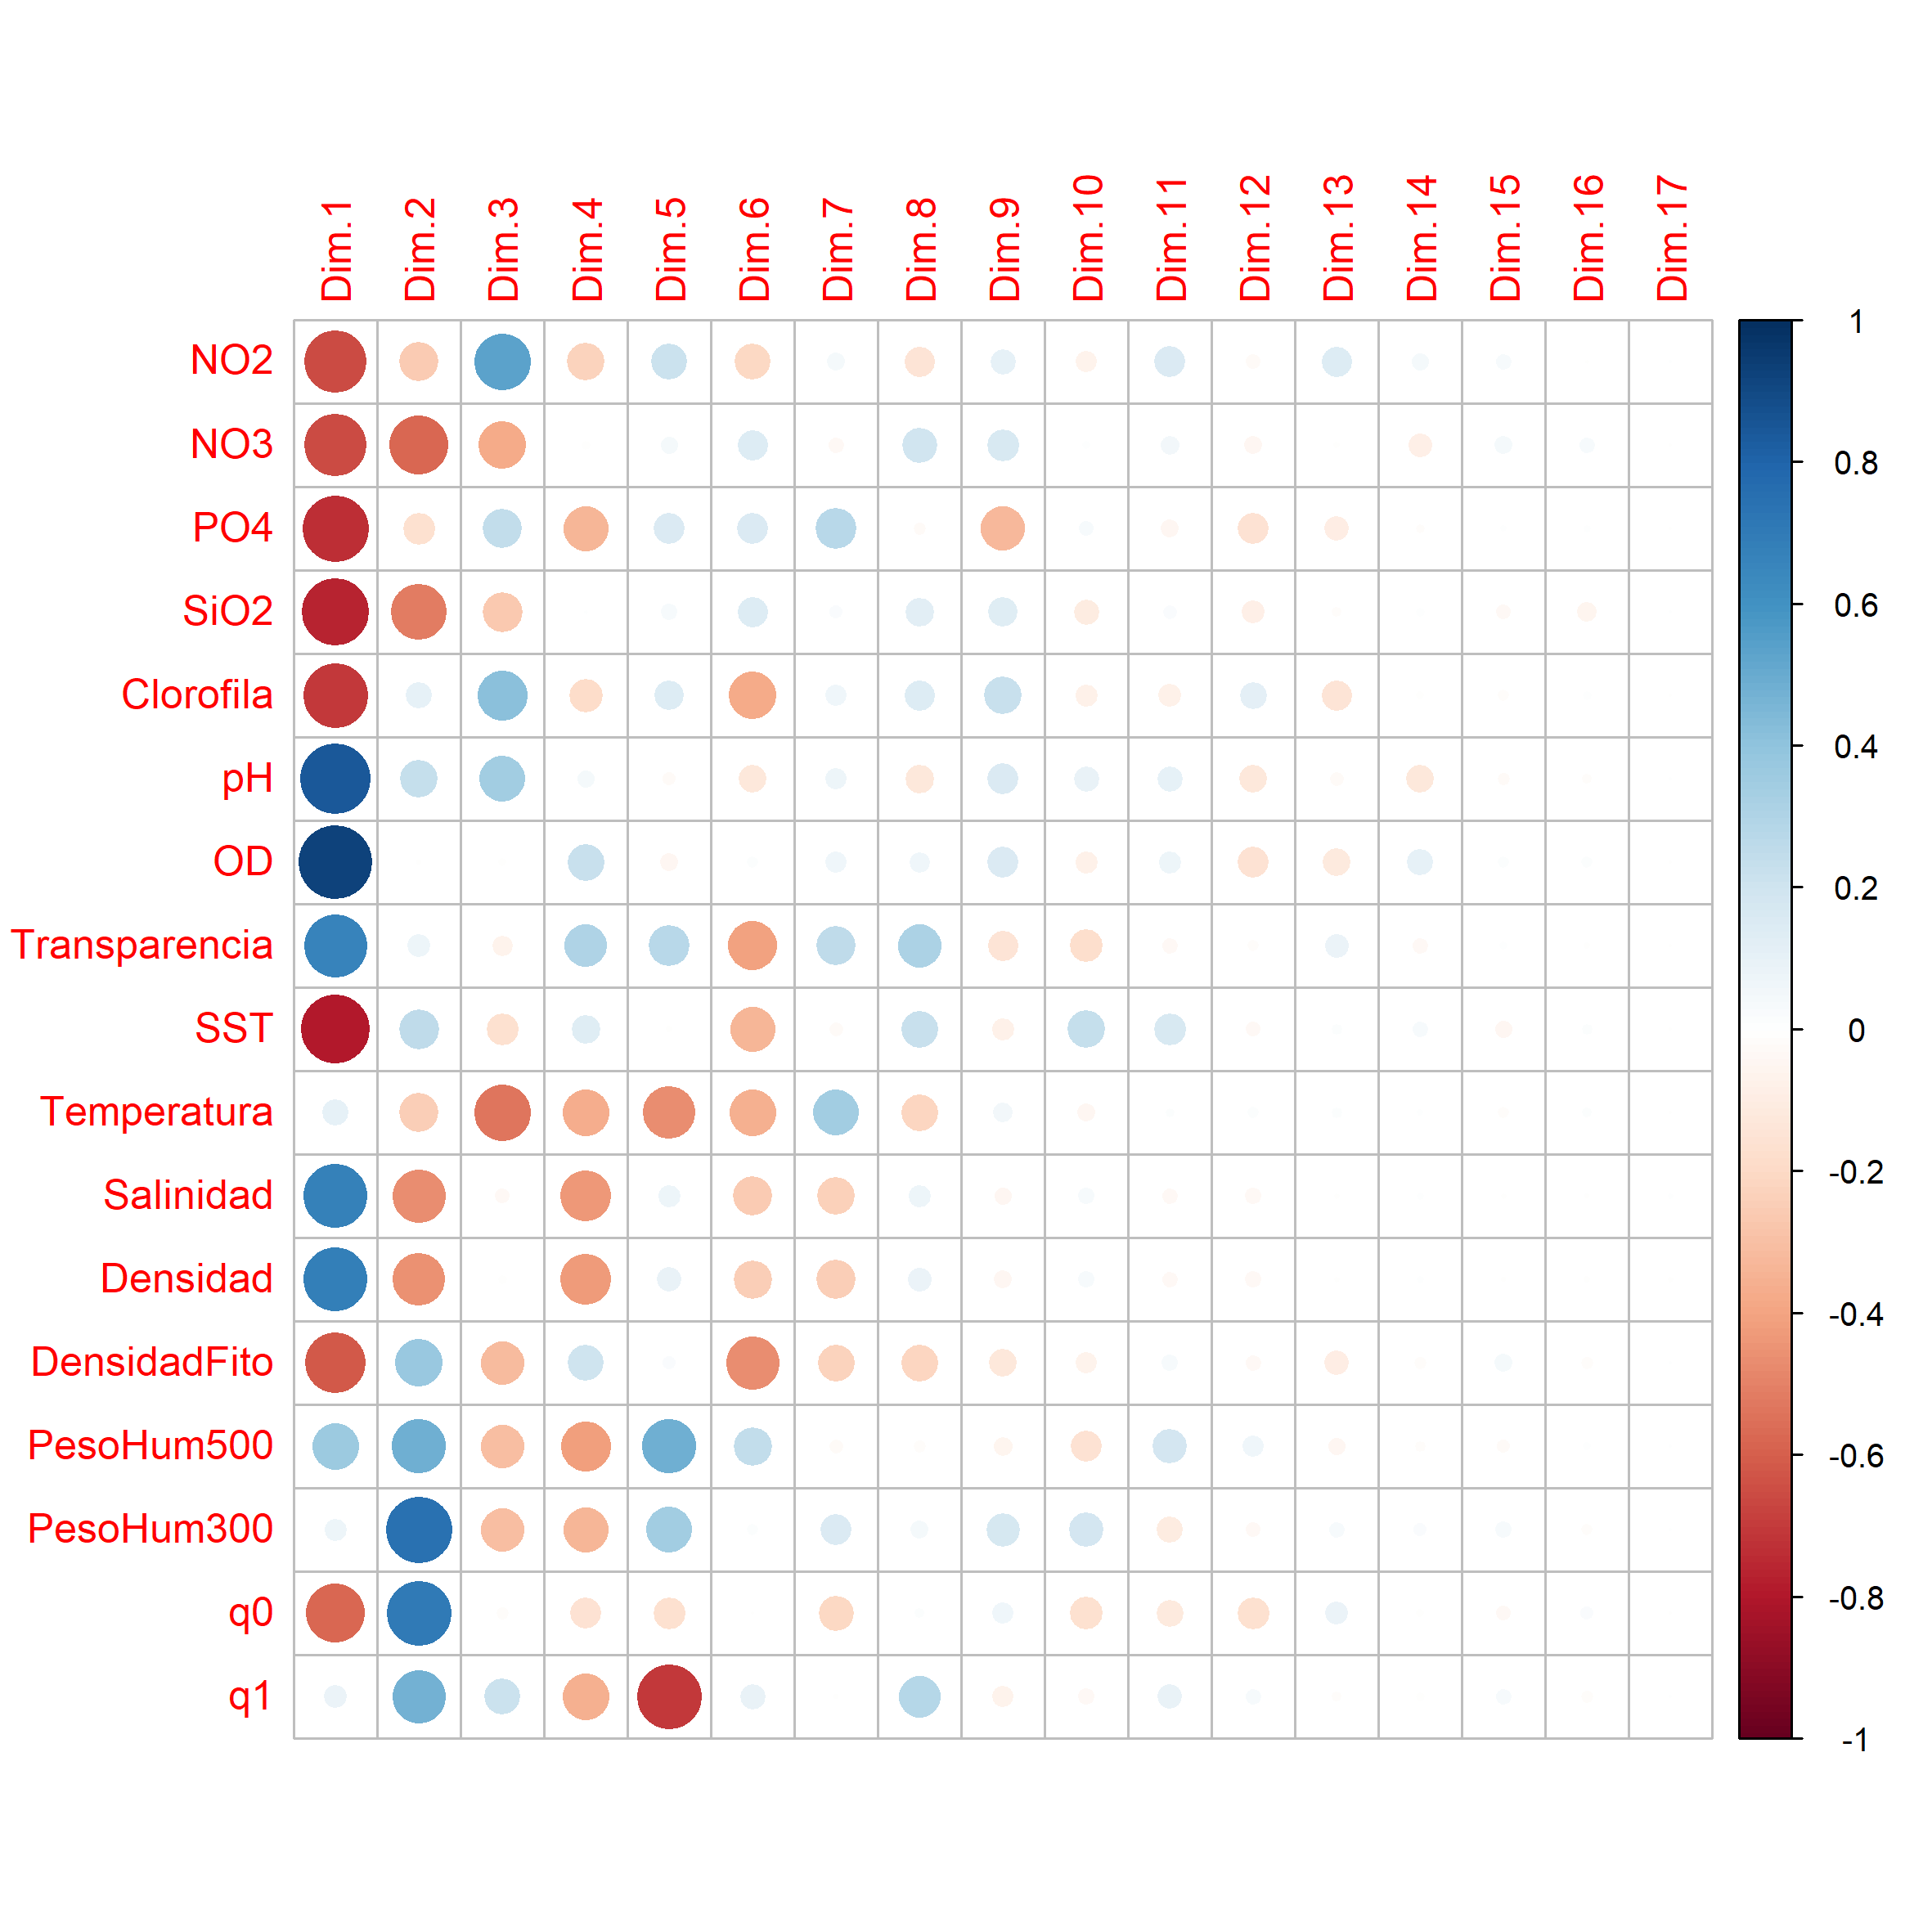 Dim.1
Dim.2
Dim.3
Dim.4
Dim.5
Dim.6
Dim.7
Dim.8
Dim.9
Dim.10
Dim.11
Dim.12
Dim.13
Dim.14
Dim.15
Dim.16
Dim.17
NO2
NO3
PO4
SiO2
Clorofila
pH
OD
Transparencia
SST
Temperatura
Salinidad
Densidad
DensidadFito
PesoHum500
PesoHum300
q0
q1
1
0.8
0.6
0.4
0.2
0
-0.2
-0.4
-0.6
-0.8
-1